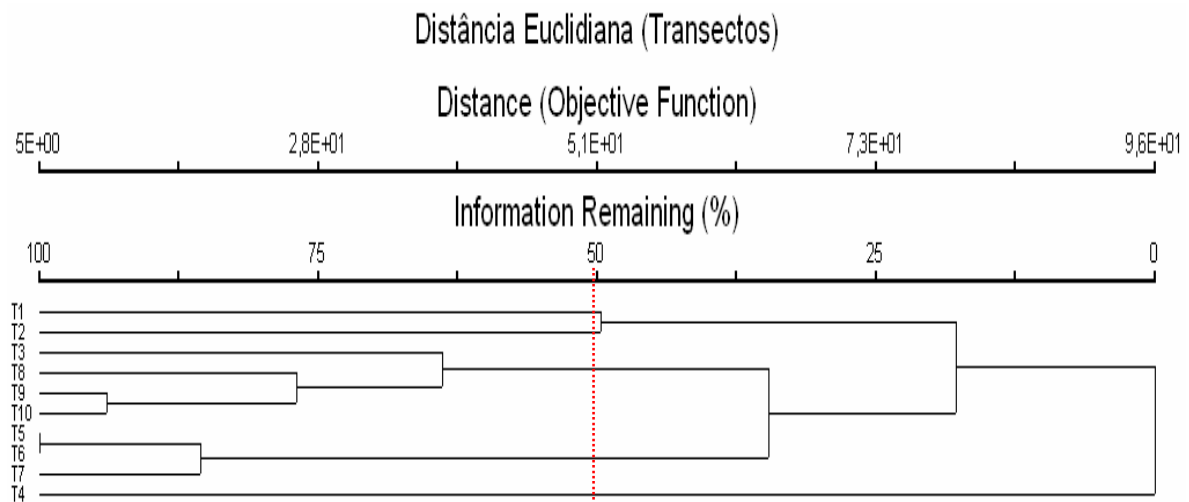 Distância Euclidiana (Transectos)
Distance (Objective Function)
5E+00 2,8E+01 5,1E+01 7,3E+01 9,6E+01
Information Remaining (%)
100 75 50 25 0
T1
T2
T3
T8
T9
T10
T5
T6
T7
T4